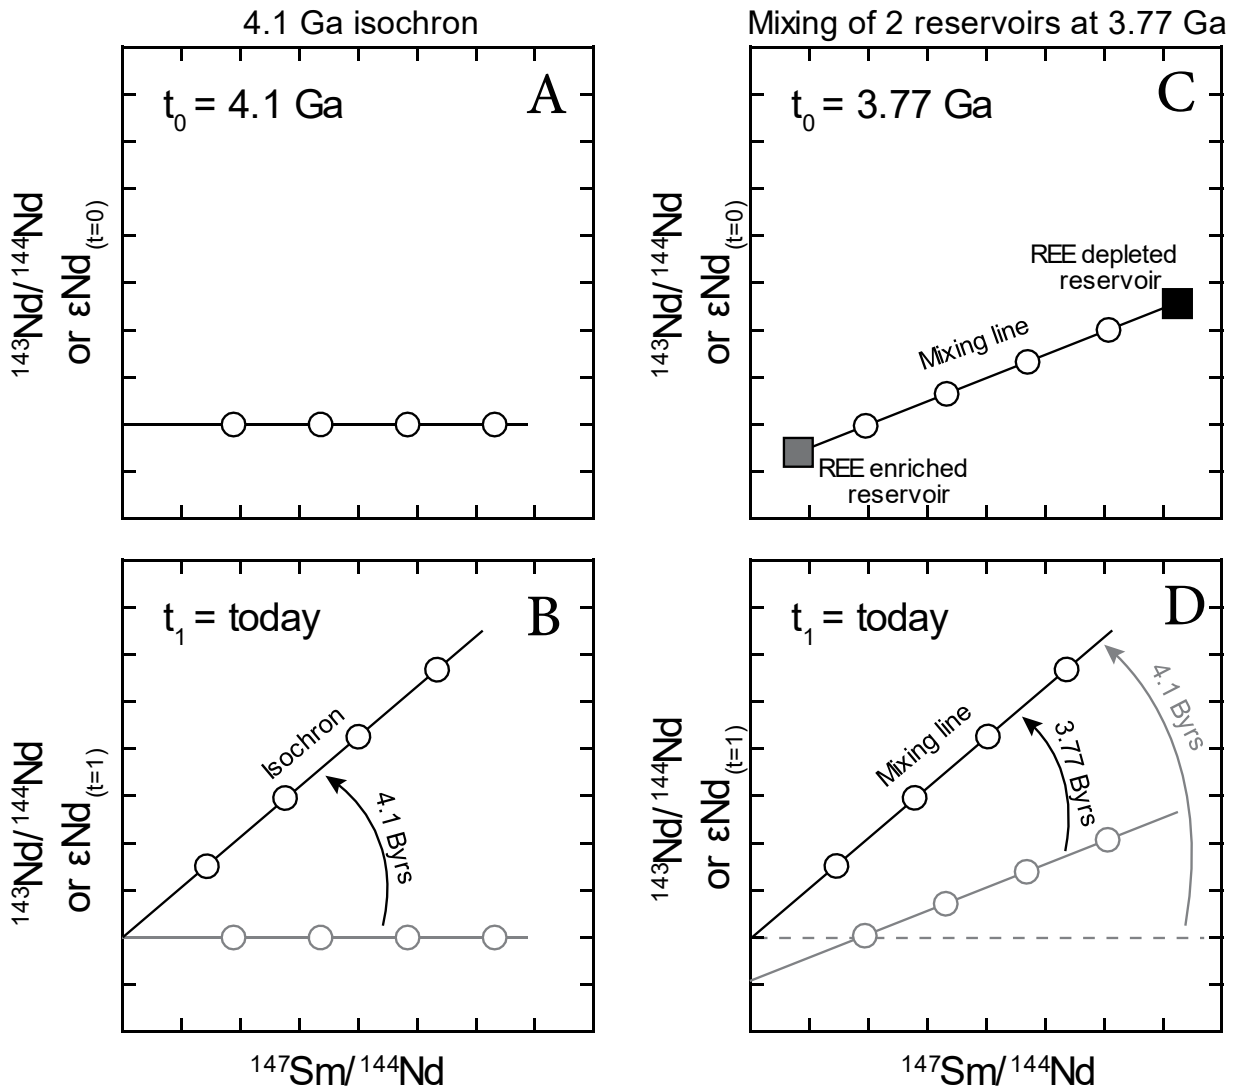 4.1 Ga isochron
A
t₀ = 4.1 Ga
¹⁴³Nd/¹⁴⁴Nd
or εNd(t=0)
Mixing of 2 reservoirs at 3.77 Ga
C
t₀ = 3.77 Ga
¹⁴³Nd/¹⁴⁴Nd
or εNd(t=0)
REE depleted
reservoir
Mixing line
REE enriched
reservoir
t₁ = today
B
¹⁴³Nd/¹⁴⁴Nd
or εNd(t=1)
Isochron
4.1 Byrs
¹⁴⁷Sm/¹⁴⁴Nd
t₁ = today
D
¹⁴³Nd/¹⁴⁴Nd
or εNd(t=1)
Mixing line
3.77 Byrs
4.1 Byrs
¹⁴⁷Sm/¹⁴⁴Nd